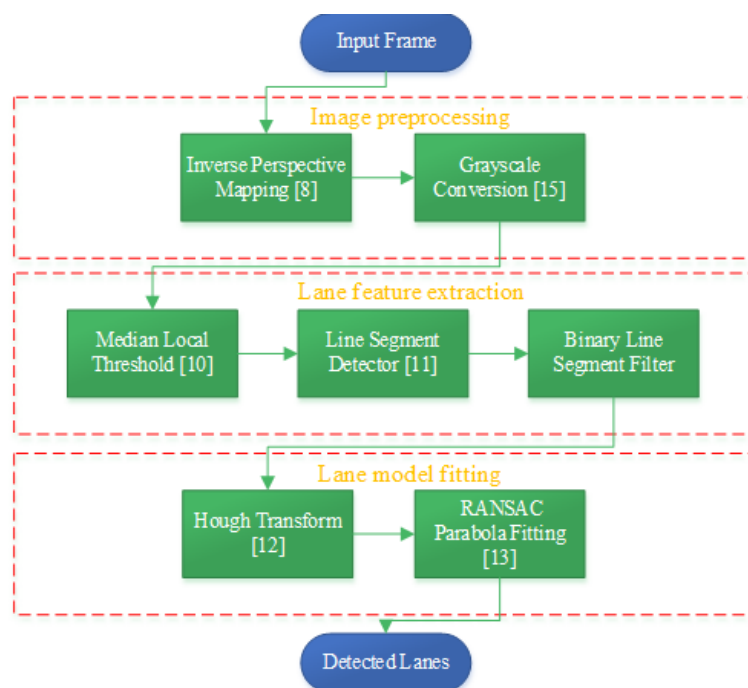 Input Frame
Image preprocessing
Inverse Perspective
Mapping [8]
Grayscale
Conversion [15]
Lane feature extraction
Median Local
Threshold [10]
Line Segment
Detector [11]
Binary Line
Segment Filter
Lane model fitting
Hough Transform
[12]
RANSAC
Parabola Fitting
[13]
Detected Lanes